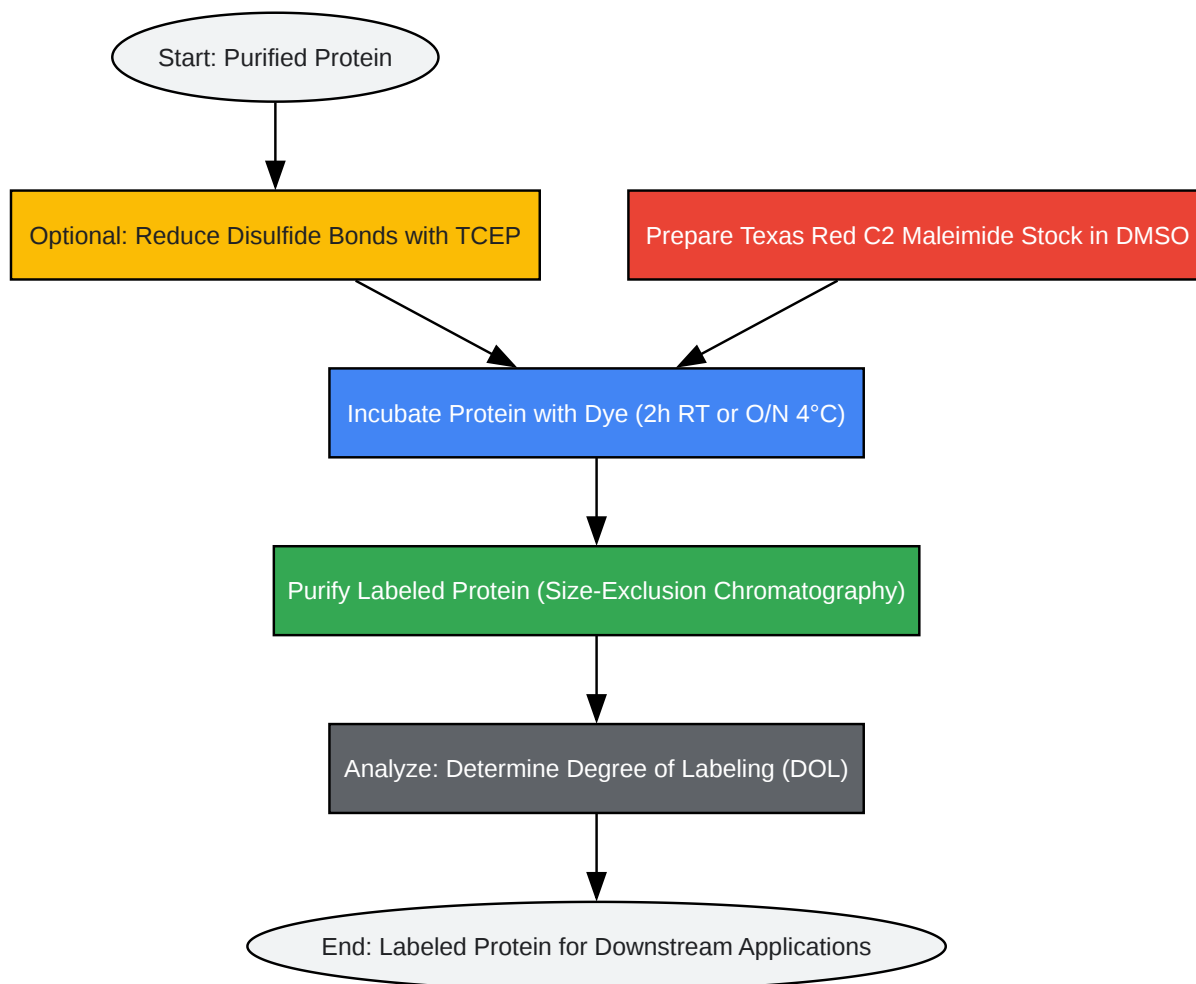 Start: Purified Protein
Optional: Reduce Disulfide Bonds with TCEP
Prepare Texas Red C2 Maleimide Stock in DMSO
Incubate Protein with Dye (2h RT or O/N 4°C)
Purify Labeled Protein (Size-Exclusion Chromatography)
Analyze: Determine Degree of Labeling (DOL)
End: Labeled Protein for Downstream Applications